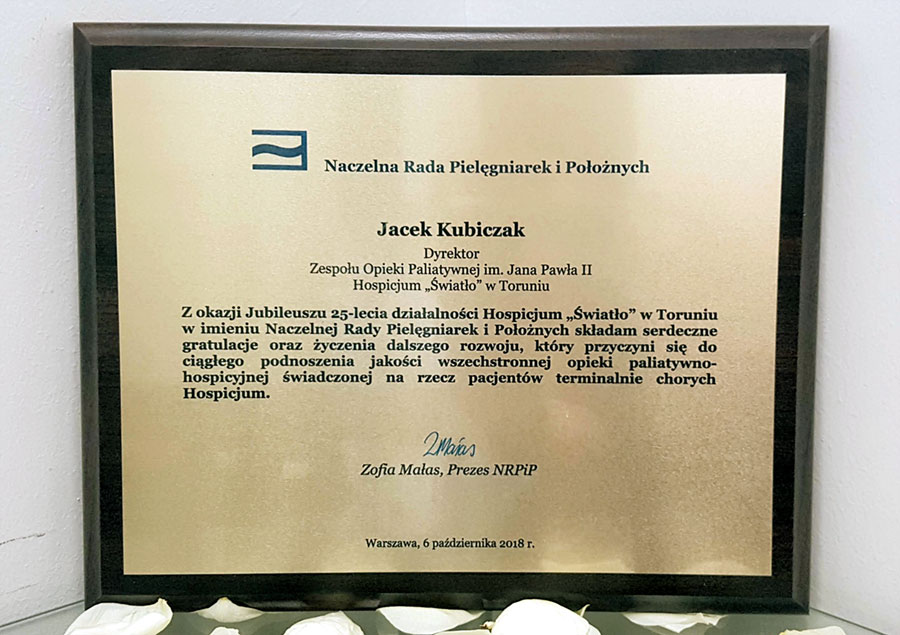 Naczelna Rada Pielęgniarek i Położnych
Jacek Kubiczak
Dyrektor
Zespołu Opieki Paliatywnej im. Jana Pawła II
Hospicjum „Światło” w Toruniu
Z okazji Jubileuszu 25-lecia działalności Hospicjum „Światło” w Toruniu
w imieniu Naczelnej Rady Pielęgniarek i Położnych składam serdeczne
gratulacje oraz życzenia dalszego rozwoju, który przyczyni się do
ciągłego podnoszenia jakości wszechstronnej opieki paliatywno-
hospicyjnej świadczonej na rzecz pacjentów terminalnie chorych
Hospicjum.
ZMałas
Zofia Małas, Prezes NRPiP
Warszawa, 6 października 2018 r.